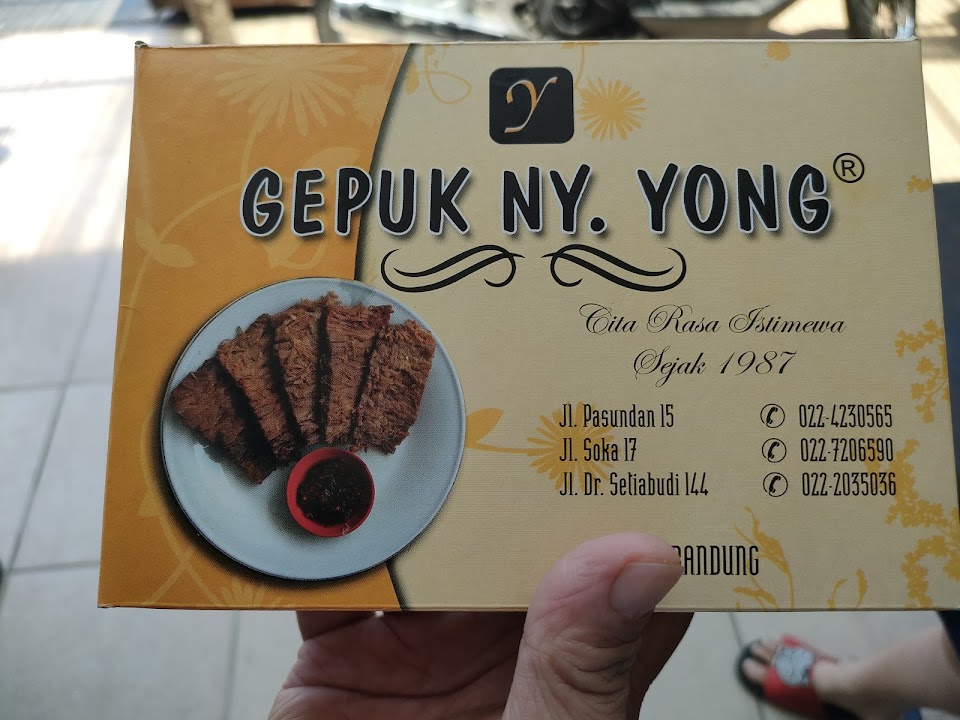 Y
GEPUK NY. YONG®
Cita Rasa Istimewa
Sejak 1987
Jl. Pasundan 15 ✆ 022-4230565
Jl. Soka 17 ✆ 022-7206590
Jl. Dr. Setiabudi 144 ✆ 022-2035036
BANDUNG